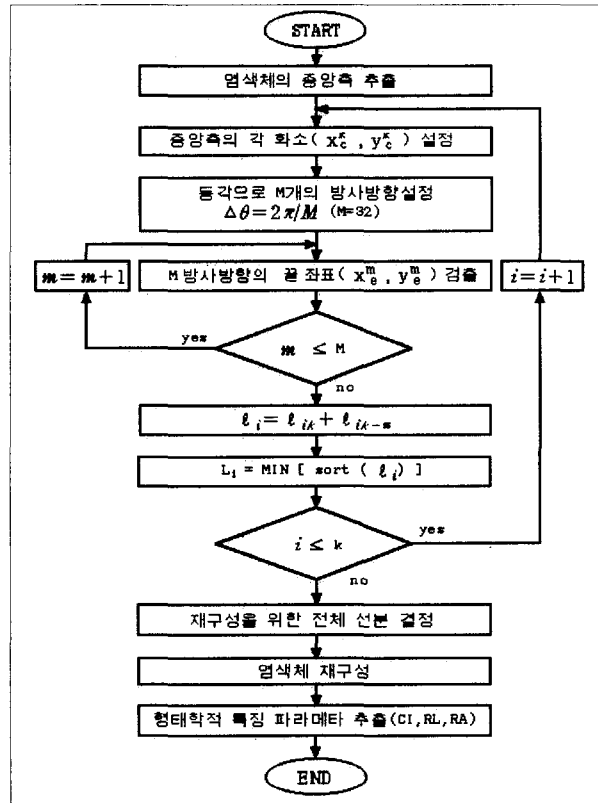 START
염색체의 중앙축 추출
중앙축의 각 화소( x_c^κ , y_c^κ ) 설정
등각으로 M개의 방사방향설정
Δθ=2π/M (M=32)
m=m+1
M 방사방향의 끝 좌표( x_e^m , y_e^m ) 검출
i=i+1
yes
m ≤ M
no
ℓ_i = ℓ_ik + ℓ_ik-π
L_i = MIN [ sort ( ℓ_i) ]
yes
i ≤ k
no
재구성을 위한 전체 선분 결정
염색체 재구성
형태학적 특징 파라메타 추출(CI,RL,RA)
END